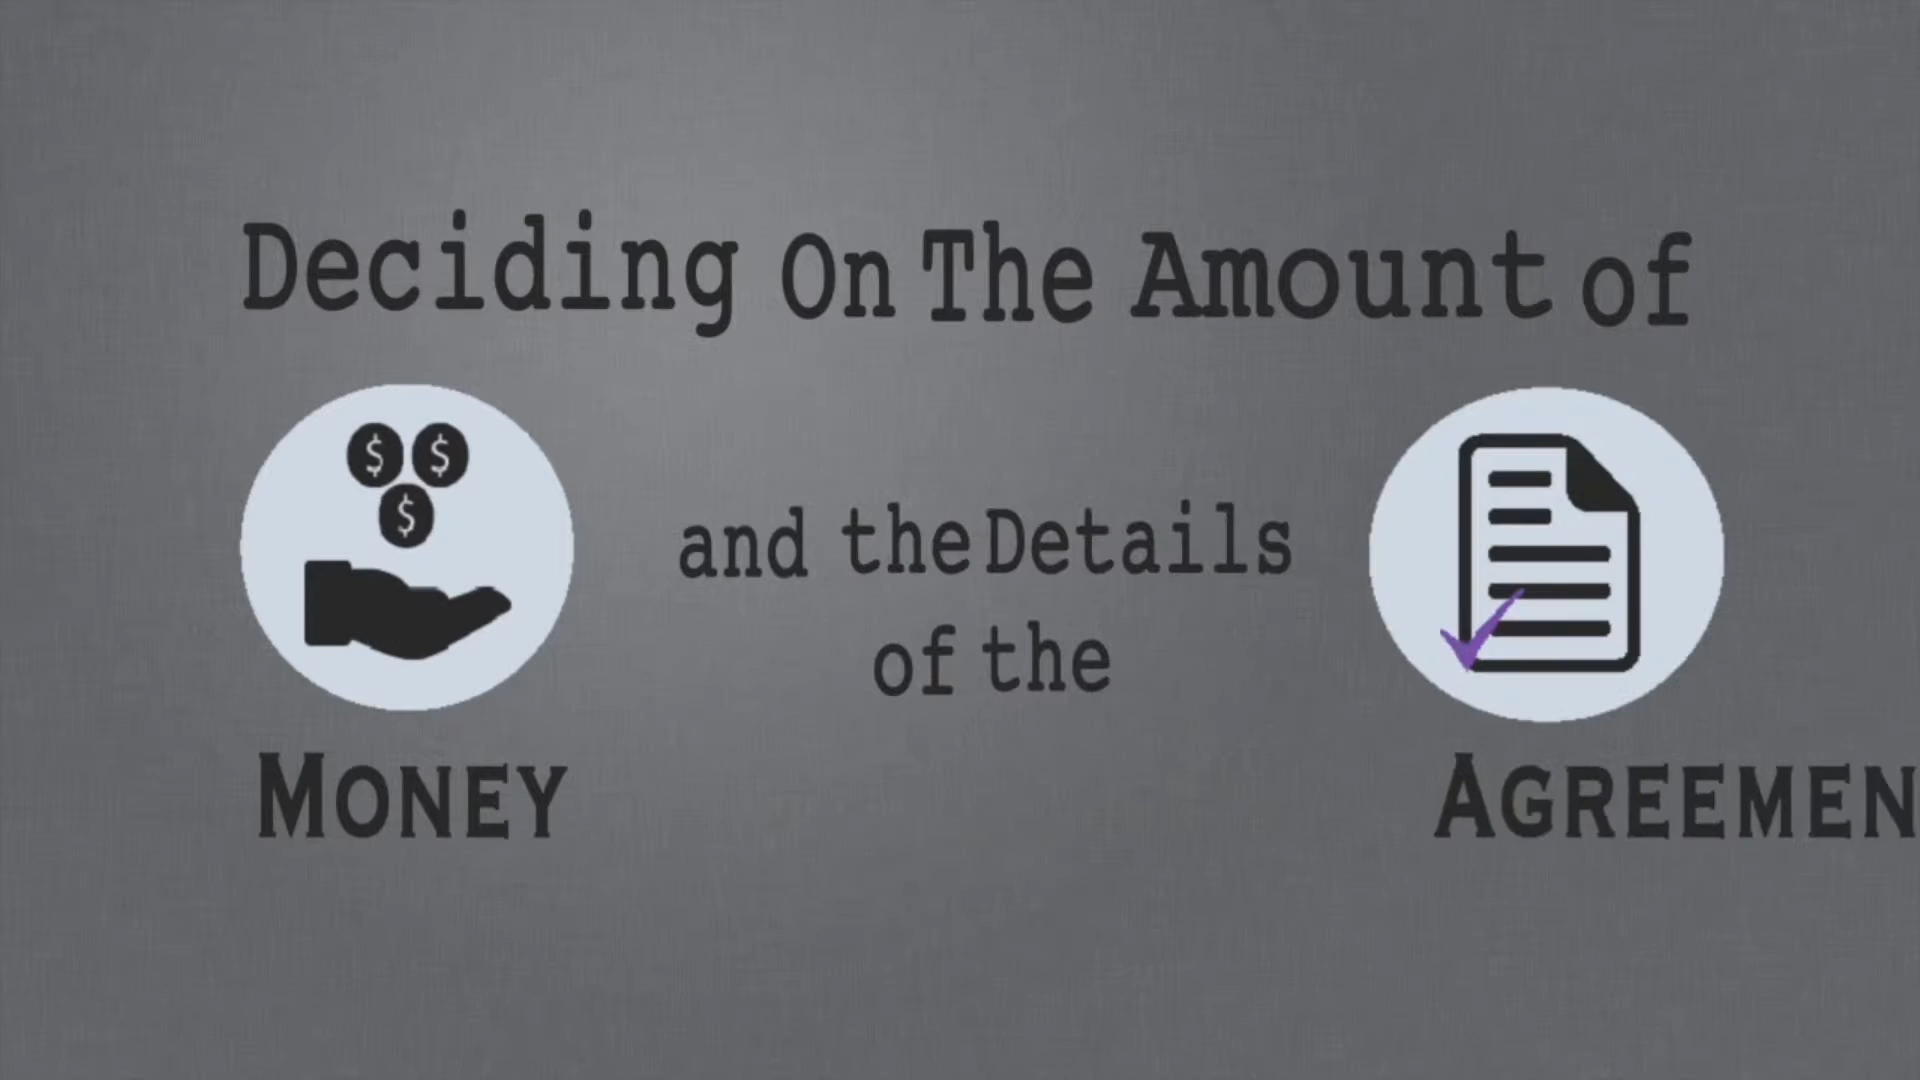 Deciding On The Amount of
$ $
$
and the Details
of the
MONEY
AGREEMEN